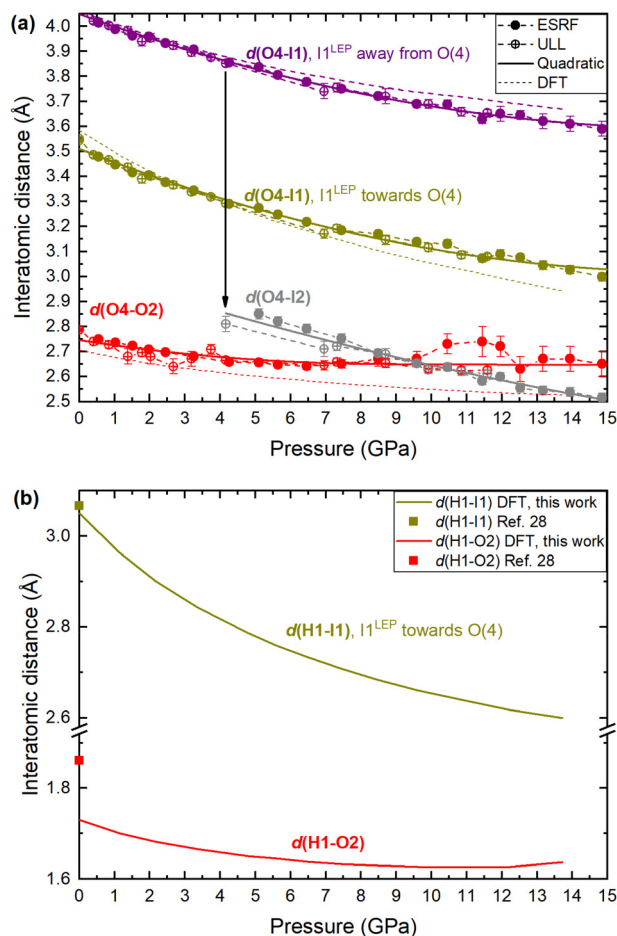 (a)
4.0
3.9
3.8
3.7
3.6
3.5
3.4
3.3
3.2
3.1
3.0
2.9
2.8
2.7
2.6
2.5
Interatomic distance (Å)
d(O4-I1), I1LEP away from O(4)
ESRF
ULL
Quadratic
DFT
d(O4-I1), I1LEP towards O(4)
d(O4-I2)
d(O4-O2)
0 1 2 3 4 5 6 7 8 9 10 11 12 13 14 15
Pressure (GPa)
(b)
d(H1-I1) DFT, this work
d(H1-I1) Ref. 28
d(H1-O2) DFT, this work
d(H1-O2) Ref. 28
3.0
2.8
2.6
1.8
1.6
Interatomic distance (Å)
d(H1-I1), I1LEP towards O(4)
d(H1-O2)
0 1 2 3 4 5 6 7 8 9 10 11 12 13 14 15
Pressure (GPa)